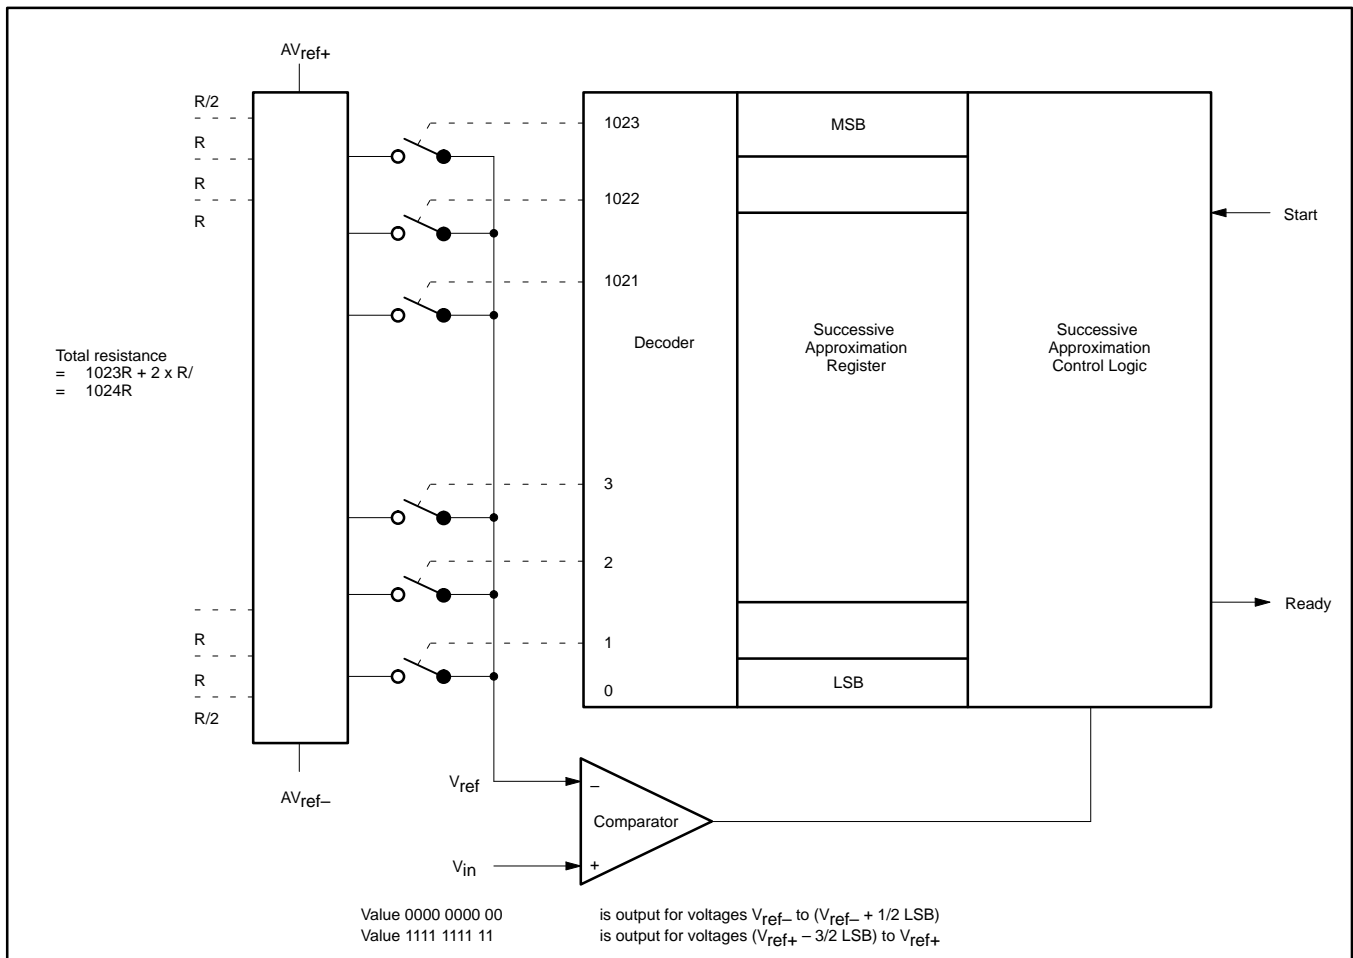 AVref+
R/2
R
R
R
1023
1022
1021
3
2
1
0
Decoder
MSB
Successive
Approximation
Register
LSB
Successive
Approximation
Control Logic
Start
Ready
Total resistance
= 1023R + 2 x R/
= 1024R
R
R
R/2
AVref–
Vref
–
Comparator
+
Vin
Value 0000 0000 00 is output for voltages Vref– to (Vref– + 1/2 LSB)
Value 1111 1111 11 is output for voltages (Vref+ – 3/2 LSB) to Vref+